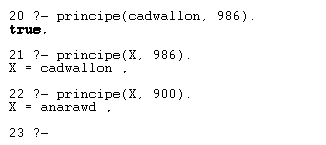 20 ?- principe(cadwallon, 986).
true.
21 ?- principe(X, 986).
X = cadwallon ,
22 ?- principe(X, 900).
X = anarawd ,
23 ?-